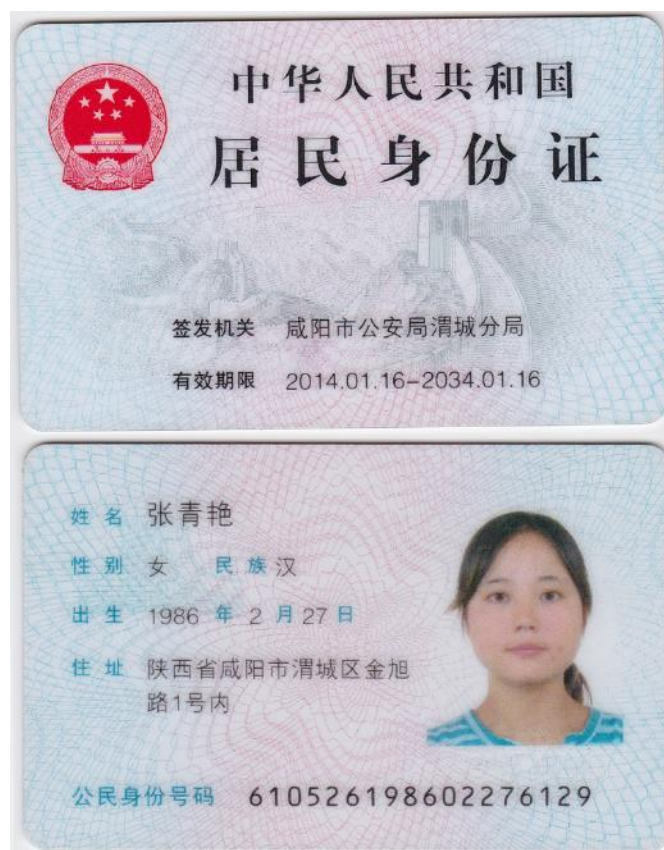 中华人民共和国
居民身份证
签发机关 咸阳市公安局渭城分局
有效期限 2014.01.16-2034.01.16
姓名 张青艳
性别 女 民族 汉
出生 1986 年 2 月 27 日
住址 陕西省咸阳市渭城区金旭
路1号内
公民身份号码 610526198602276129